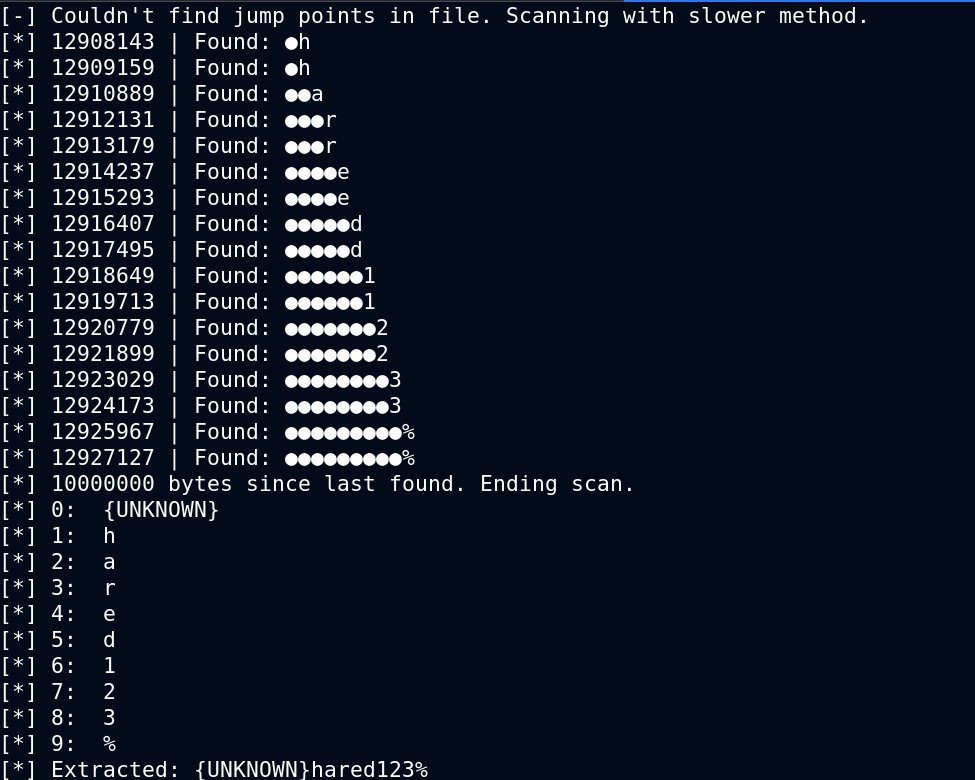 [-] Couldn't find jump points in file. Scanning with slower method.
[*] 12908143 | Found: ●h
[*] 12909159 | Found: ●h
[*] 12910889 | Found: ●●a
[*] 12912131 | Found: ●●●r
[*] 12913179 | Found: ●●●r
[*] 12914237 | Found: ●●●●e
[*] 12915293 | Found: ●●●●e
[*] 12916407 | Found: ●●●●●d
[*] 12917495 | Found: ●●●●●d
[*] 12918649 | Found: ●●●●●●1
[*] 12919713 | Found: ●●●●●●1
[*] 12920779 | Found: ●●●●●●●2
[*] 12921899 | Found: ●●●●●●●2
[*] 12923029 | Found: ●●●●●●●●3
[*] 12924173 | Found: ●●●●●●●●3
[*] 12925967 | Found: ●●●●●●●●●%
[*] 12927127 | Found: ●●●●●●●●●%
[*] 10000000 bytes since last found. Ending scan.
[*] 0:  {UNKNOWN}
[*] 1:  h
[*] 2:  a
[*] 3:  r
[*] 4:  e
[*] 5:  d
[*] 6:  1
[*] 7:  2
[*] 8:  3
[*] 9:  %
[*] Extracted: {UNKNOWN}hared123%